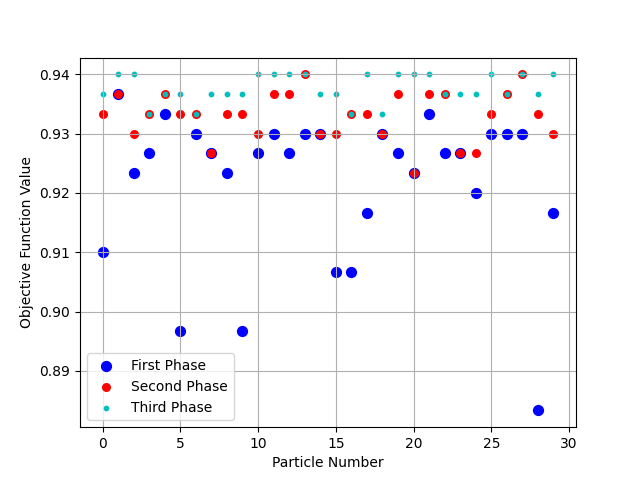 0.94
0.93
0.92
0.91
0.90
0.89
Objective Function Value
First Phase
Second Phase
Third Phase
0 5 10 15 20 25 30
Particle Number